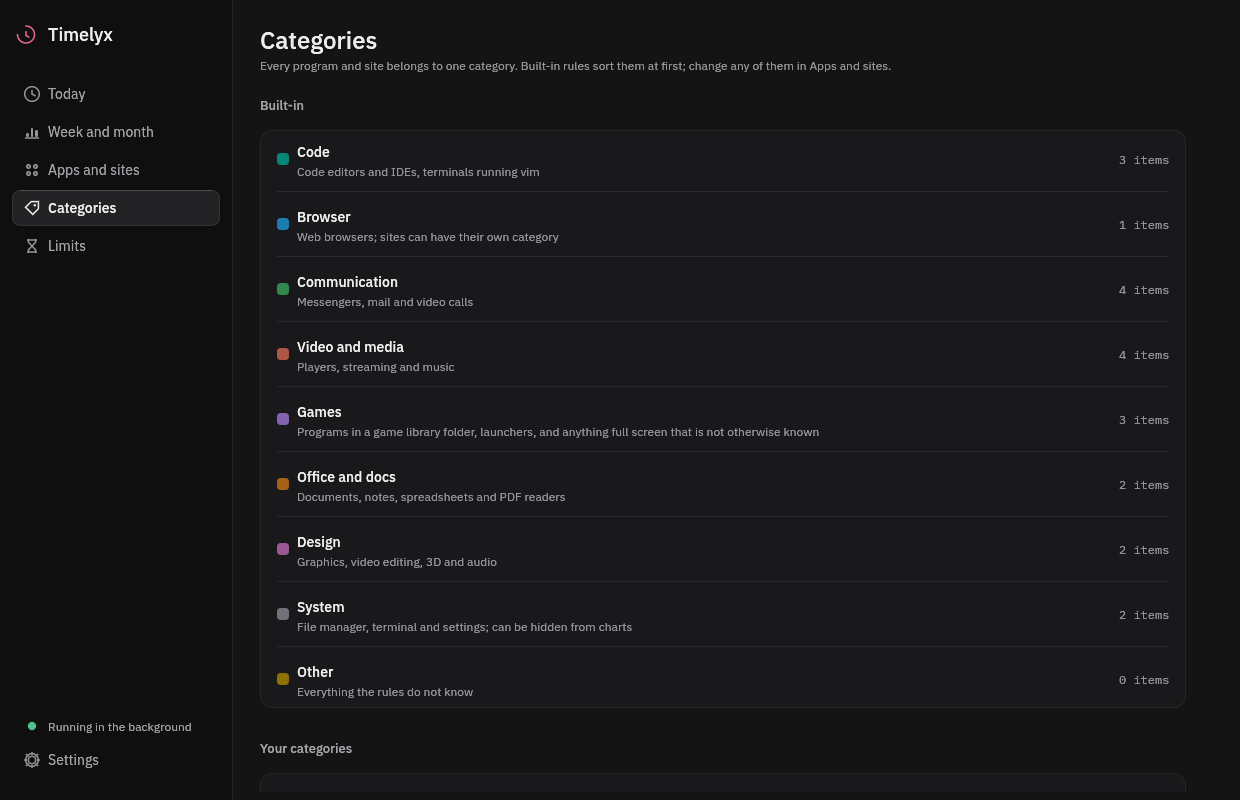 Timelyx
Today
Week and month
Apps and sites
Categories
Limits
Running in the background
Settings
Categories
Every program and site belongs to one category. Built-in rules sort them at first; change any of them in Apps and sites.
Built-in
Code
Code editors and IDEs, terminals running vim
3 items
Browser
Web browsers; sites can have their own category
1 items
Communication
Messengers, mail and video calls
4 items
Video and media
Players, streaming and music
4 items
Games
Programs in a game library folder, launchers, and anything full screen that is not otherwise known
3 items
Office and docs
Documents, notes, spreadsheets and PDF readers
2 items
Design
Graphics, video editing, 3D and audio
2 items
System
File manager, terminal and settings; can be hidden from charts
2 items
Other
Everything the rules do not know
0 items
Your categories